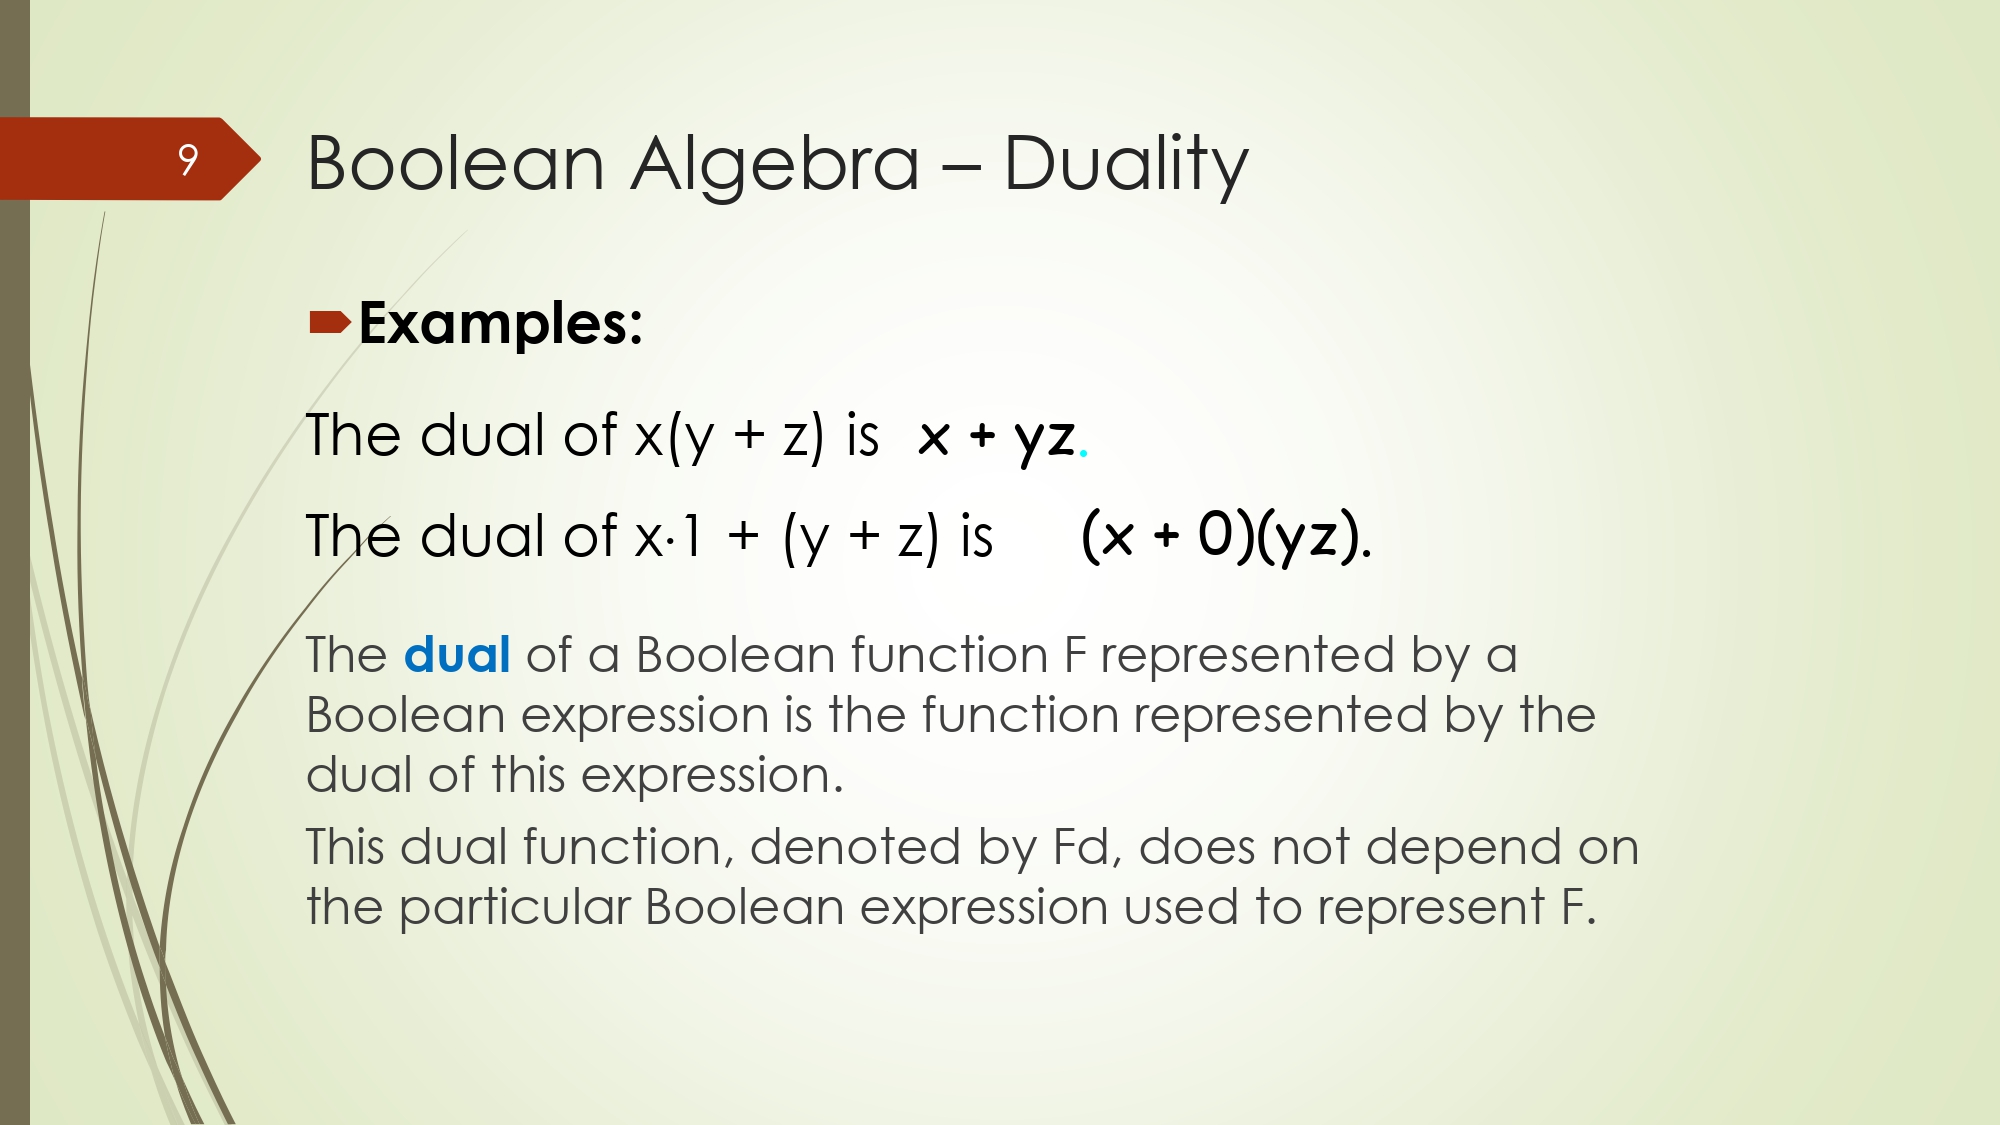 9
Boolean Algebra – Duality
Examples:
The dual of x(y + z) is x + yz.
The dual of x·1 + (y + z) is (x + 0)(yz).
The dual of a Boolean function F represented by a
Boolean expression is the function represented by the
dual of this expression.
This dual function, denoted by Fd, does not depend on
the particular Boolean expression used to represent F.